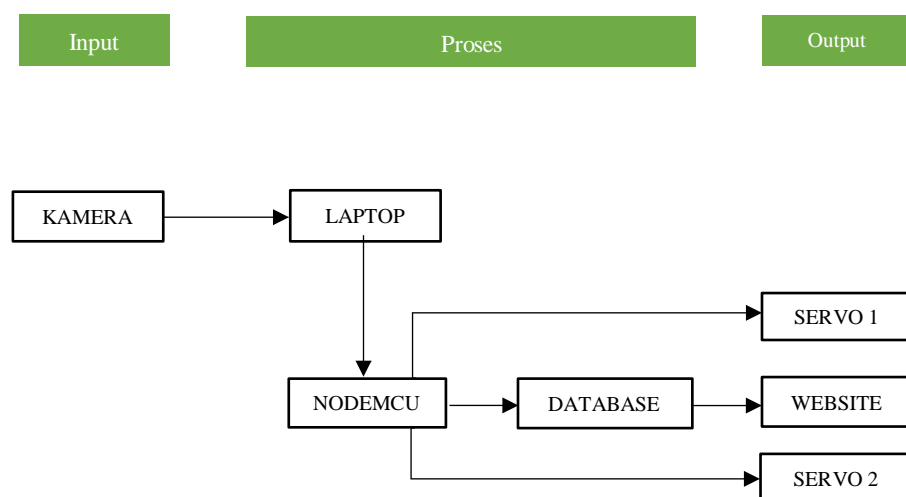 Input
Proses
Output
KAMERA
LAPTOP
SERVO 1
NODEMCU
DATABASE
WEBSITE
SERVO 2